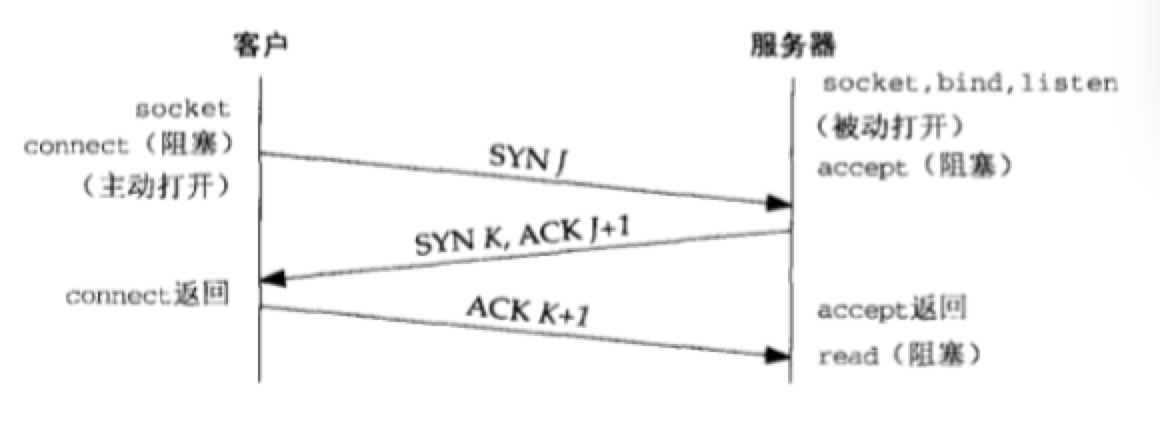 客户
服务器
socket
connect（阻塞）
（主动打开）
socket,bind,listen
（被动打开）
accept（阻塞）
SYN J
SYN K, ACK J+1
connect返回
ACK K+1
accept返回
read（阻塞）